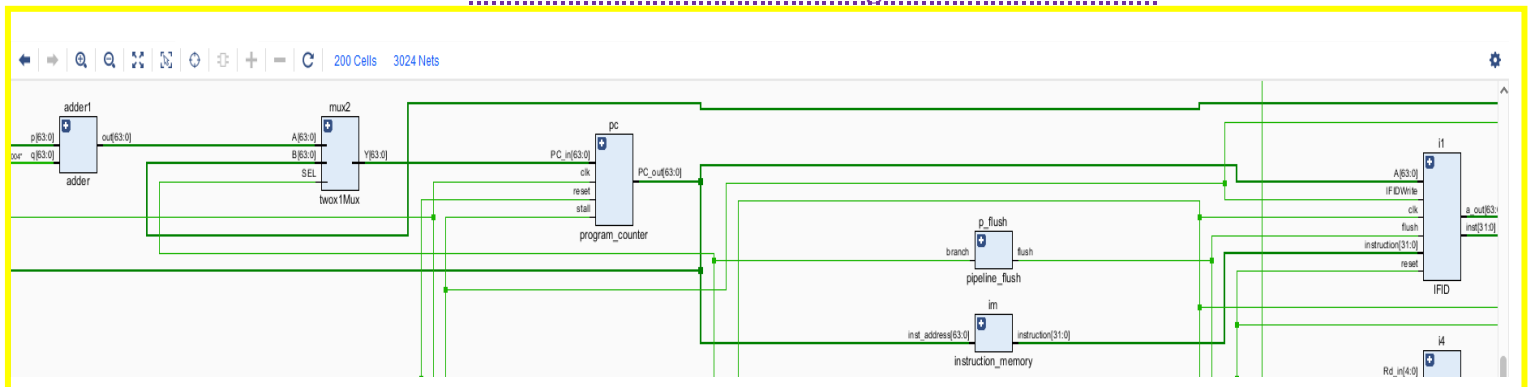 200 Cells 3024 Nets
adder1
p[63:0]
q[63:0]
out[63:0]
adder
mux2
A[63:0]
B[63:0]
SEL
Y[63:0]
twox1Mux
pc
PC_in[63:0]
clk
reset
stall
PC_out[63:0]
program_counter
p_flush
branch
flush
pipeline_flush
im
inst_address[63:0]
instruction[31:0]
instruction_memory
i1
A[63:0]
IFIDWrite
clk
flush
instruction[31:0]
reset
a_out[63:
inst[31:0]
IFID
i4
Rd_in[4:0]